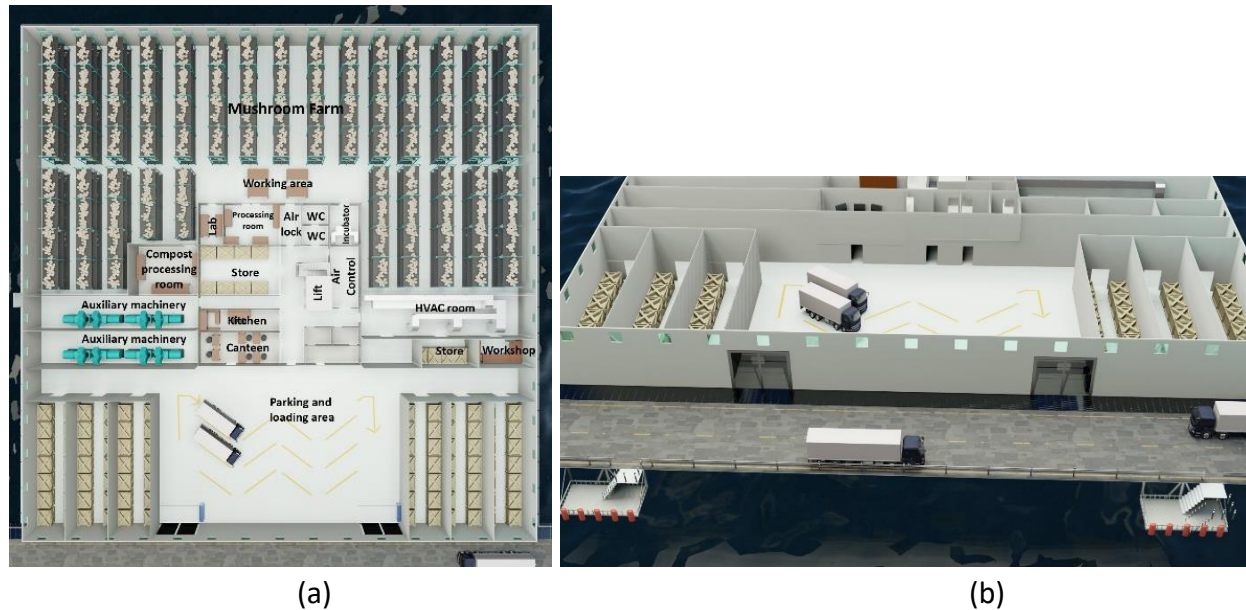 Mushroom Farm
Working area
Lab
Processing
room
Air
lock
WC
WC
Incubator
Compost
processing
room
Store
Lift
Air
Control
Auxiliary machinery
HVAC room
Kitchen
Auxiliary machinery
Canteen
Store
Workshop
Parking and
loading area
(a)
(b)